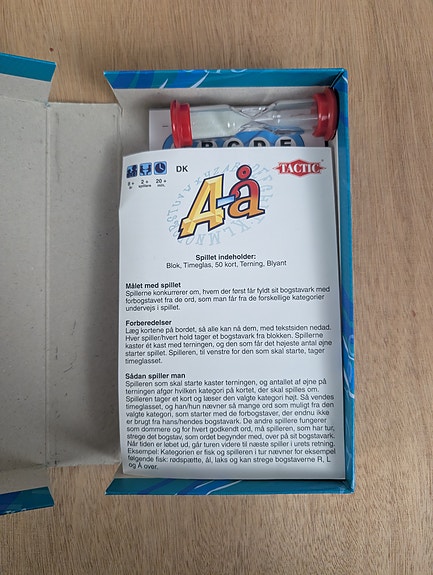 BCDE
DK
TACTIC
8 +
år
2 +
spillere
20 +
min.
A-å
Spillet indeholder:
Blok, Timeglas, 50 kort, Terning, Blyant
Målet med spillet
Spillerne konkurrerer om, hvem der først får fyldt sit bogstavark med
forbogstavet fra de ord, som man får fra de forskellige kategorier
undervejs i spillet.
Forberedelser
Læg kortene på bordet, så alle kan nå dem, med tekstsiden nedad.
Hver spiller/hvert hold tager et bogstavark fra blokken. Spillerne
kaster ét kast med terningen, og den som får det højeste antal øjne
starter spillet. Spilleren, til venstre for den som skal starte, tager
timeglasset.
Sådan spiller man
Spilleren som skal starte kaster terningen, og antallet af øjne på
terningen afgør hvilken kategori på kortet, der skal spilles om.
Spilleren tager et kort og læser den valgte kategori højt. Så vendes
timeglasset, og han/hun nævner så mange ord som muligt fra den
valgte kategori, som starter med de forbogstaver, der endnu ikke
er brugt fra hans/hendes bogstavark. De andre spillere fungerer
som dommere og for hvert godkendt ord, må spilleren, som har tur,
strege det bogstav, som ordet begynder med, over på sit bogstavark.
Når tiden er løbet ud, går turen videre til næste spiller i urets retning.
Eksempel: Kategorien er fisk og spilleren i tur nævner for eksempel
følgende fisk: rødspætte, ål, laks og kan strege bogstaverne R, L
og Å over.